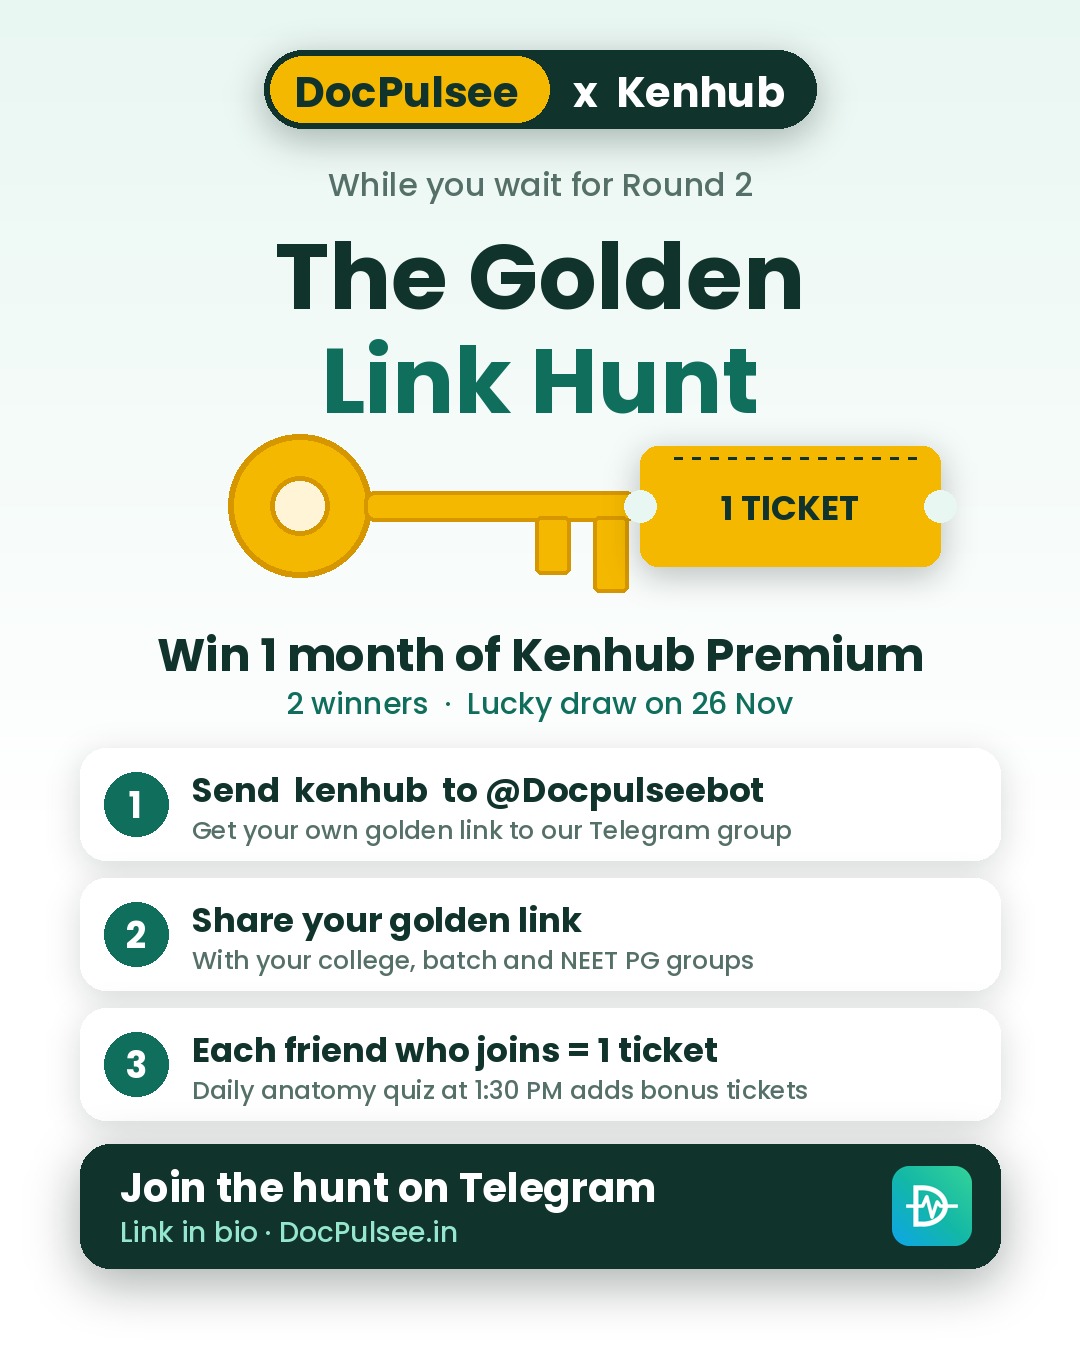 DocPulsee x Kenhub
While you wait for Round 2
The Golden
Link Hunt
1 TICKET
Win 1 month of Kenhub Premium
2 winners · Lucky draw on 26 Nov
1
Send kenhub to @Docpulseebot
Get your own golden link to our Telegram group
2
Share your golden link
With your college, batch and NEET PG groups
3
Each friend who joins = 1 ticket
Daily anatomy quiz at 1:30 PM adds bonus tickets
Join the hunt on Telegram
Link in bio · DocPulsee.in